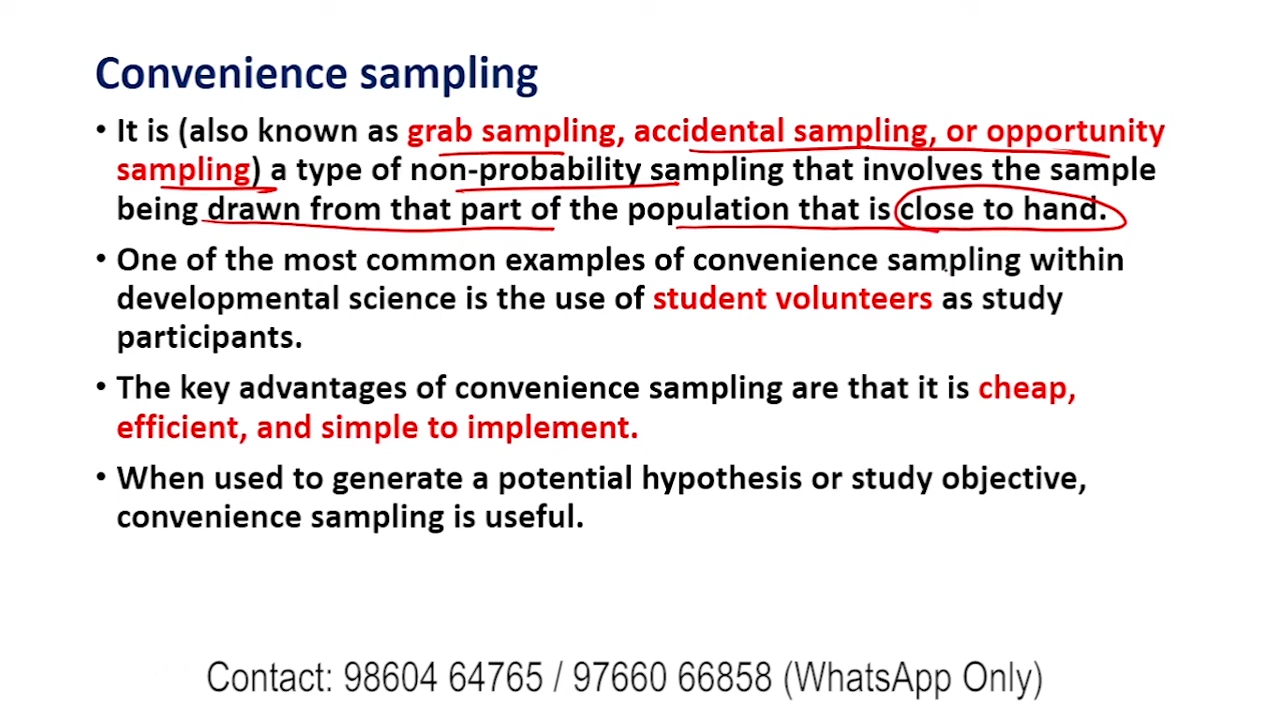 Convenience sampling
• It is (also known as grab sampling, accidental sampling, or opportunity
sampling) a type of non-probability sampling that involves the sample
being drawn from that part of the population that is close to hand.
• One of the most common examples of convenience sampling within
developmental science is the use of student volunteers as study
participants.
• The key advantages of convenience sampling are that it is cheap,
efficient, and simple to implement.
• When used to generate a potential hypothesis or study objective,
convenience sampling is useful.
Contact: 98604 64765 / 97660 66858 (WhatsApp Only)